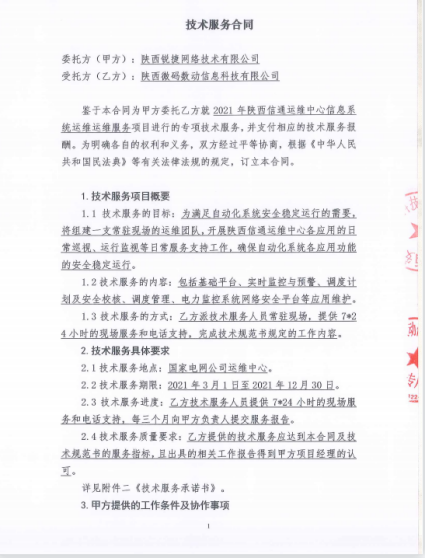 技术服务合同
委托方（甲方）：陕西锐捷网络技术有限公司
受托方（乙方）：陕西徽码数动信息科技有限公司
鉴于本合同为甲方委托乙方就 2021 年陕西信通运维中心信息系
统运维运维服务项目进行的专项技术服务，并支付相应的技术服务报
酬。为明确各自的权利和义务，双方经过平等协商，根据《中华人民
共和国民法典》等有关法律法规的规定，订立本合同。
1. 技术服务项目概要
1.1 技术服务的目标：为满足自动化系统安全稳定运行的需要，
将组建一支常驻现场的运维团队，开展陕西信通运维中心各应用的日
常巡视、运行监视等日常服务支持工作，确保自动化系统各应用功能
的安全稳定运行。
1.2 技术服务的内容：包括基础平台、实时监控与预警、调度计
划及安全校核、调度管理、电力监控系统网络安全平台等应用维护。
1.3 技术服务的方式：乙方派技术服务人员常驻现场，提供 7*2
4 小时的现场服务和电话支持，完成技术规范书规定的工作内容。
2. 技术服务具体要求
2.1 技术服务地点：国家电网公司运维中心。
2.2 技术服务期限：2021 年 3 月 1 日至 2021 年 12 月 30 日。
2.3 技术服务进度：乙方技术服务人员提供 7*24 小时的现场服
务和电话支持，每三个月向甲方负责人提交服务报告。
2.4 技术服务质量要求：乙方提供的技术服务应达到本合同及技
术规范书的服务指标，且出具的相关工作报告得到甲方项目经理的认
可。
详见附件二《技术服务承诺书》。
3. 甲方提供的工作条件及协作事项
1